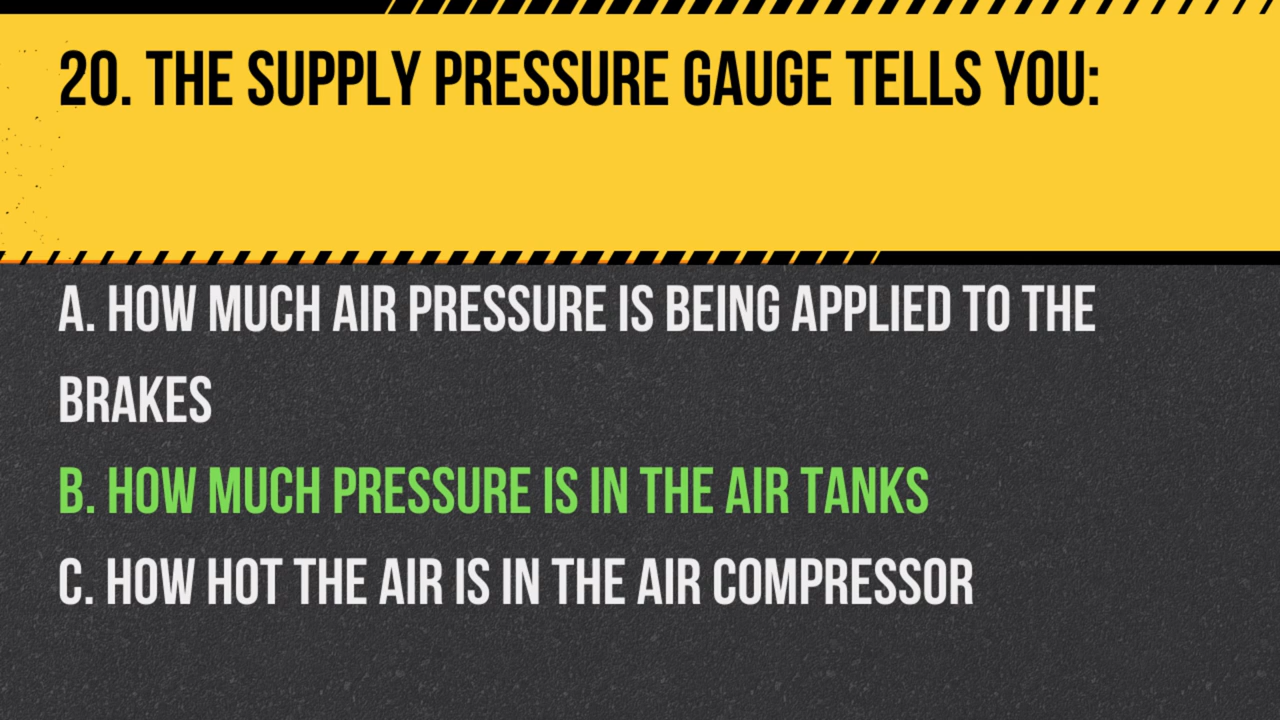 20. THE SUPPLY PRESSURE GAUGE TELLS YOU:
A. HOW MUCH AIR PRESSURE IS BEING APPLIED TO THE
BRAKES
B. HOW MUCH PRESSURE IS IN THE AIR TANKS
C. HOW HOT THE AIR IS IN THE AIR COMPRESSOR